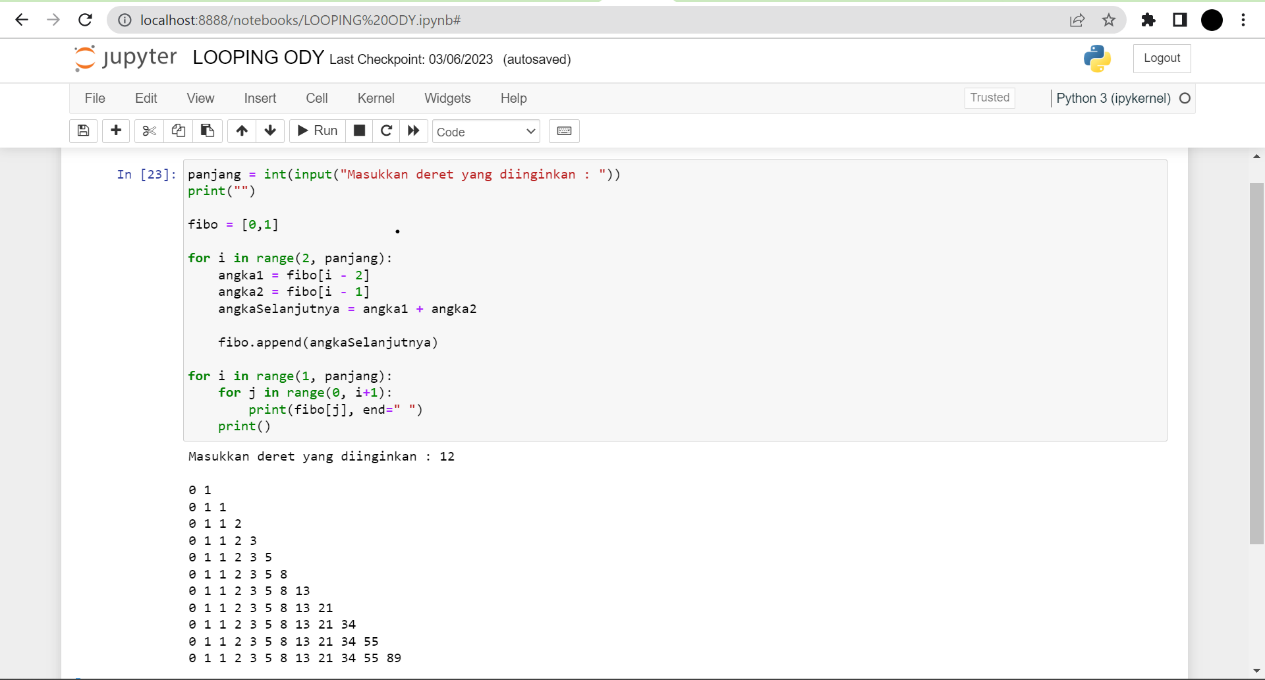 localhost:8888/notebooks/LOOPING%20ODY.ipynb#
jupyter LOOPING ODY Last Checkpoint: 03/06/2023 (autosaved) Logout
File Edit View Insert Cell Kernel Widgets Help Trusted Python 3 (ipykernel)
Run Code
In [23]: panjang = int(input("Masukkan deret yang diinginkan : "))
print("")
fibo = [0,1]
for i in range(2, panjang):
    angka1 = fibo[i - 2]
    angka2 = fibo[i - 1]
    angkaSelanjutnya = angka1 + angka2
    fibo.append(angkaSelanjutnya)
for i in range(1, panjang):
    for j in range(0, i+1):
        print(fibo[j], end=" ")
    print()
Masukkan deret yang diinginkan : 12
0 1
0 1 1
0 1 1 2
0 1 1 2 3
0 1 1 2 3 5
0 1 1 2 3 5 8
0 1 1 2 3 5 8 13
0 1 1 2 3 5 8 13 21
0 1 1 2 3 5 8 13 21 34
0 1 1 2 3 5 8 13 21 34 55
0 1 1 2 3 5 8 13 21 34 55 89